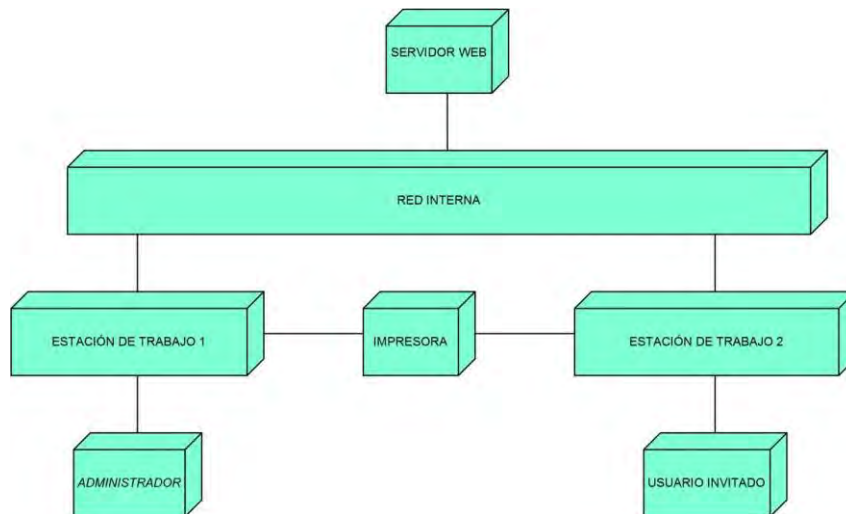 SERVIDOR WEB
RED INTERNA
ESTACIÓN DE TRABAJO 1
IMPRESORA
ESTACIÓN DE TRABAJO 2
ADMINISTRADOR
USUARIO INVITADO